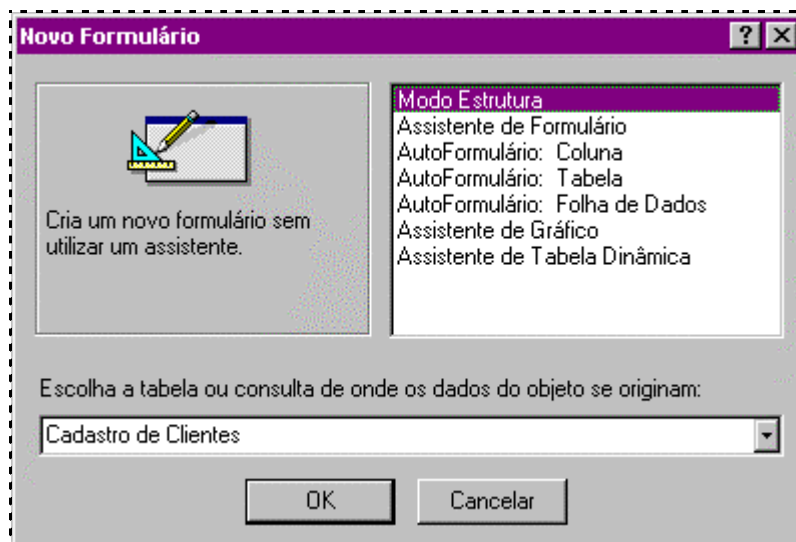 Novo Formulário
Modo Estrutura
Assistente de Formulário
AutoFormulário: Coluna
AutoFormulário: Tabela
AutoFormulário: Folha de Dados
Assistente de Gráfico
Assistente de Tabela Dinâmica
Cria um novo formulário sem
utilizar um assistente.
Escolha a tabela ou consulta de onde os dados do objeto se originam:
Cadastro de Clientes
OK
Cancelar